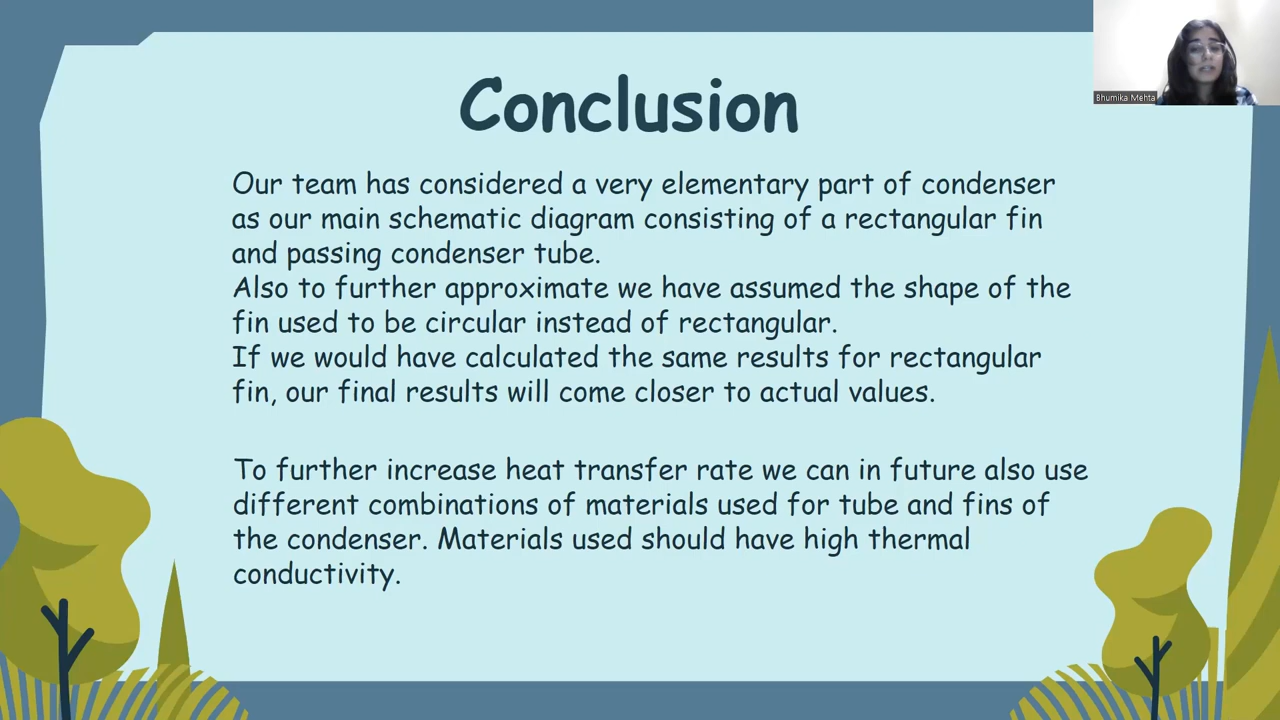 Conclusion
Bhumika Mehta
Our team has considered a very elementary part of condenser
as our main schematic diagram consisting of a rectangular fin
and passing condenser tube.
Also to further approximate we have assumed the shape of the
fin used to be circular instead of rectangular.
If we would have calculated the same results for rectangular
fin, our final results will come closer to actual values.
To further increase heat transfer rate we can in future also use
different combinations of materials used for tube and fins of
the condenser. Materials used should have high thermal
conductivity.